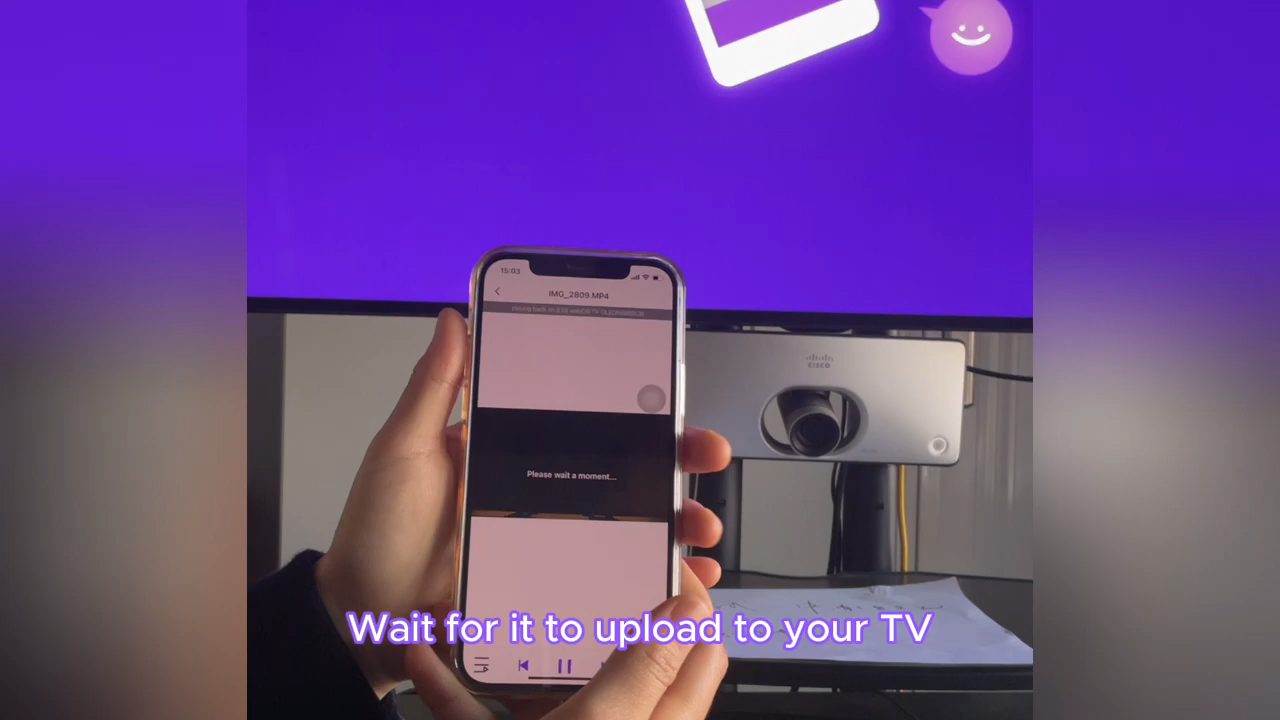 15:03
IMG_2809.MP4
Please wait a moment...
CISCO
Wait for it to upload to your TV